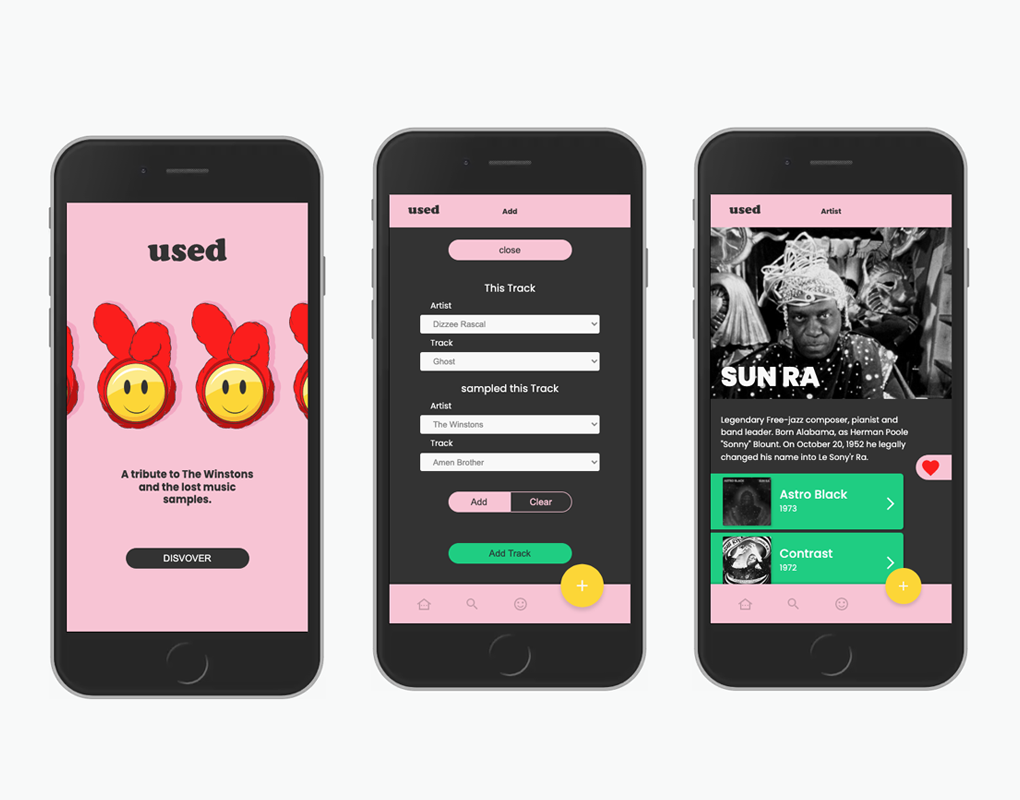 used
A tribute to The Winstons
and the lost music
samples.
DISVOVER
used
Add
close
This Track
Artist
Dizzee Rascal
Track
Ghost
sampled this Track
Artist
The Winstons
Track
Amen Brother
Add
Clear
Add Track
+
used
Artist
SUN RA
Legendary Free-jazz composer, pianist and
band leader. Born Alabama, as Herman Poole
"Sonny" Blount. On October 20, 1952 he legally
changed his name into Le Sony'r Ra.
Astro Black
1973
Contrast
1972
+